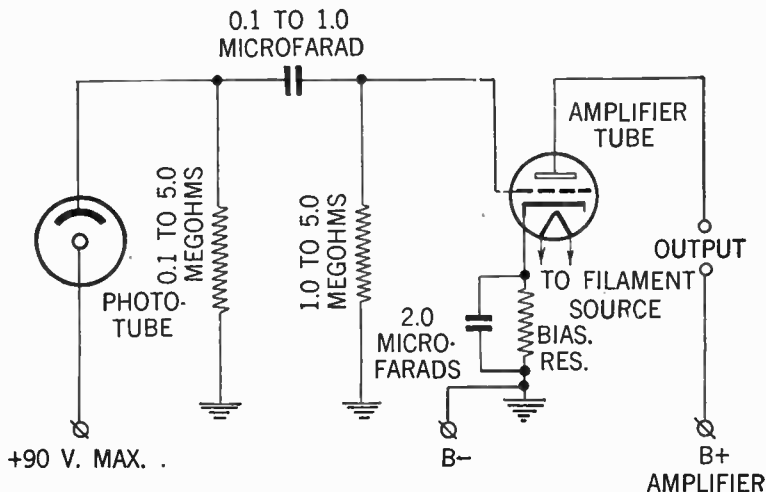 0.1 TO 1.0
MICROFARAD
AMPLIFIER
TUBE
0.1 TO 5.0
MEGOHMS
1.0 TO 5.0
MEGOHMS
PHOTO-
TUBE
OUTPUT
TO FILAMENT
SOURCE
2.0
MICRO-
FARADS
BIAS.
RES.
+90 V. MAX. .
B−
B+
AMPLIFIER